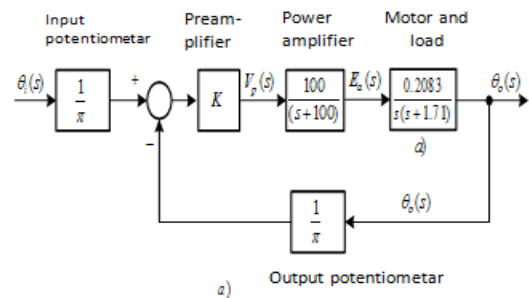 Input
potentiometar
Pream-
plifier
Power
amplifier
Motor and
load
θᵢ(s)
1
π
+
−
K
Vₚ(s)
100
(s+100)
Eₐ(s)
0.2083
s(s+1.71)
θₒ(s)
a)
1
π
θₒ(s)
Output potentiometar
a)